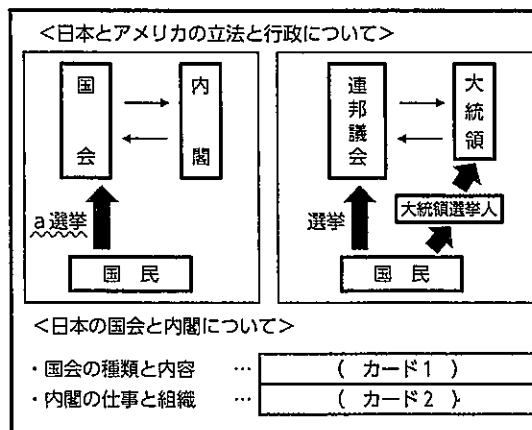 <日本とアメリカの立法と行政について>
国会
内閣
a選挙
国民
連邦議会
大統領
大統領選挙人
選挙
国民
<日本の国会と内閣について>
・国会の種類と内容 … ( カード1 )
・内閣の仕事と組織 … ( カード2 )